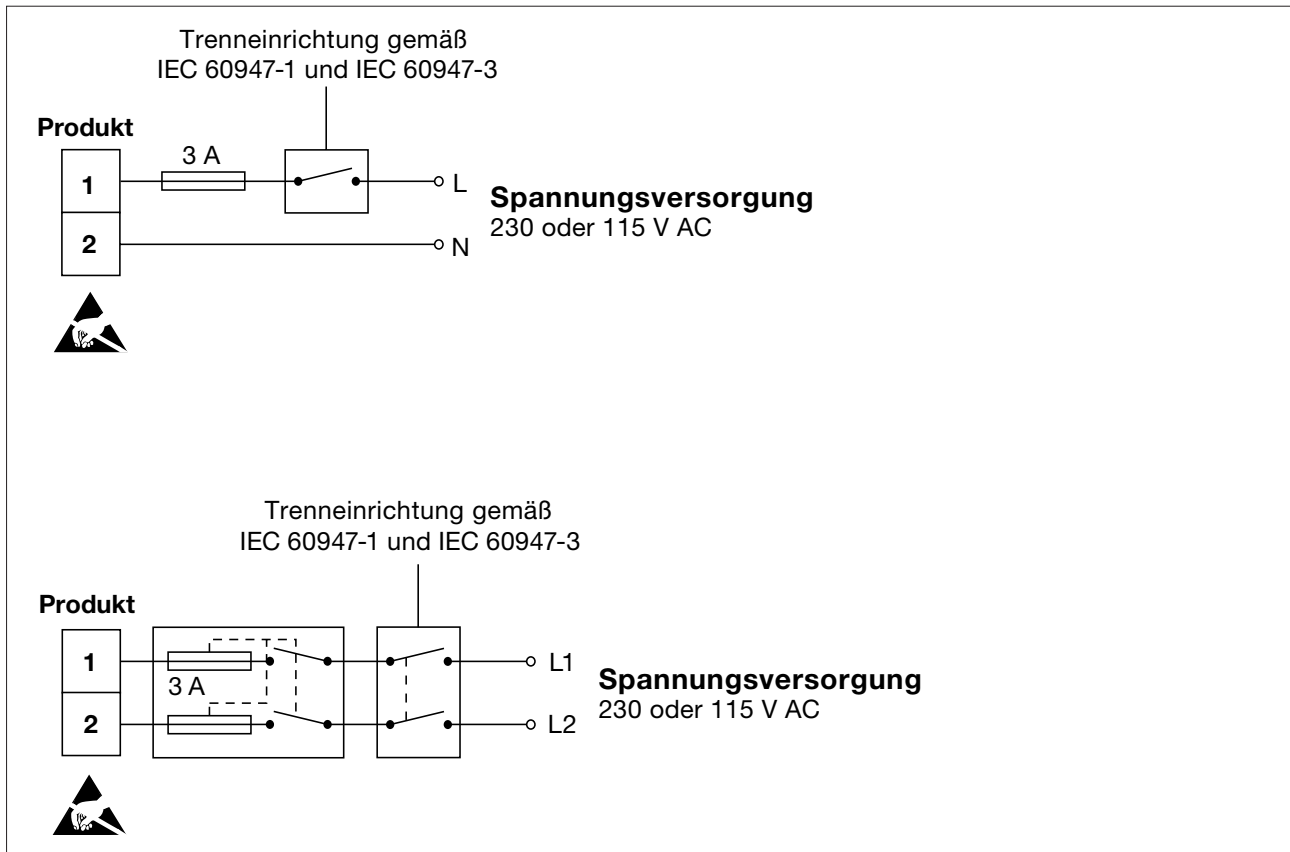 Trenneinrichtung gemäß
IEC 60947-1 und IEC 60947-3
Produkt
3 A
1
L
Spannungsversorgung
230 oder 115 V AC
2
N
Trenneinrichtung gemäß
IEC 60947-1 und IEC 60947-3
Produkt
1
L1
3 A
Spannungsversorgung
230 oder 115 V AC
2
L2